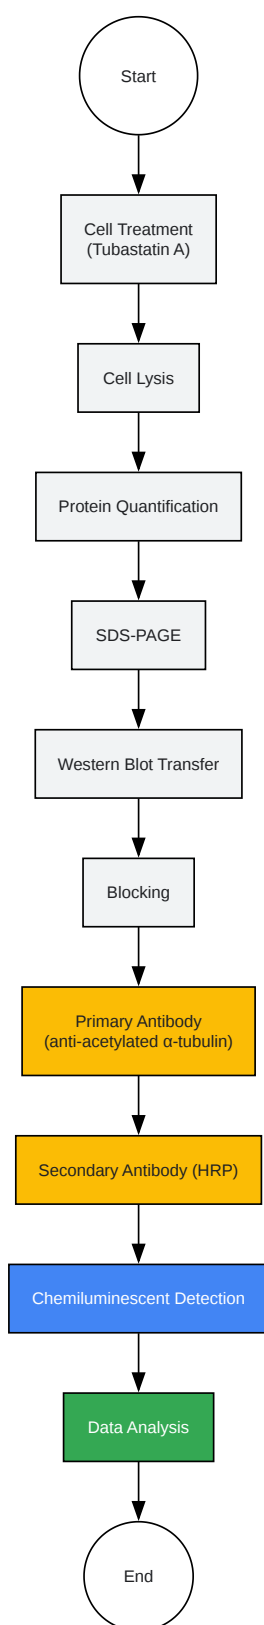 Start
Cell Treatment
(Tubastatin A)
Cell Lysis
Protein Quantification
SDS-PAGE
Western Blot Transfer
Blocking
Primary Antibody
(anti-acetylated α-tubulin)
Secondary Antibody (HRP)
Chemiluminescent Detection
Data Analysis
End